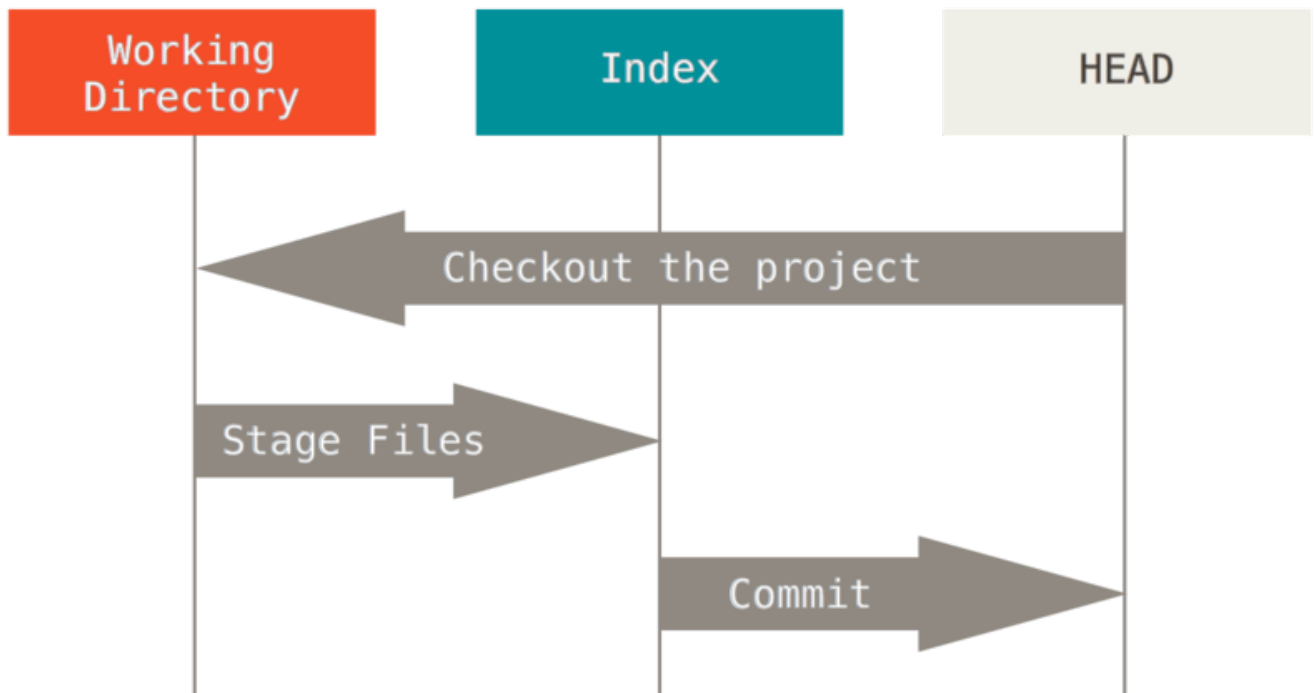 Working
Directory
Index
HEAD
Checkout the project
Stage Files
Commit